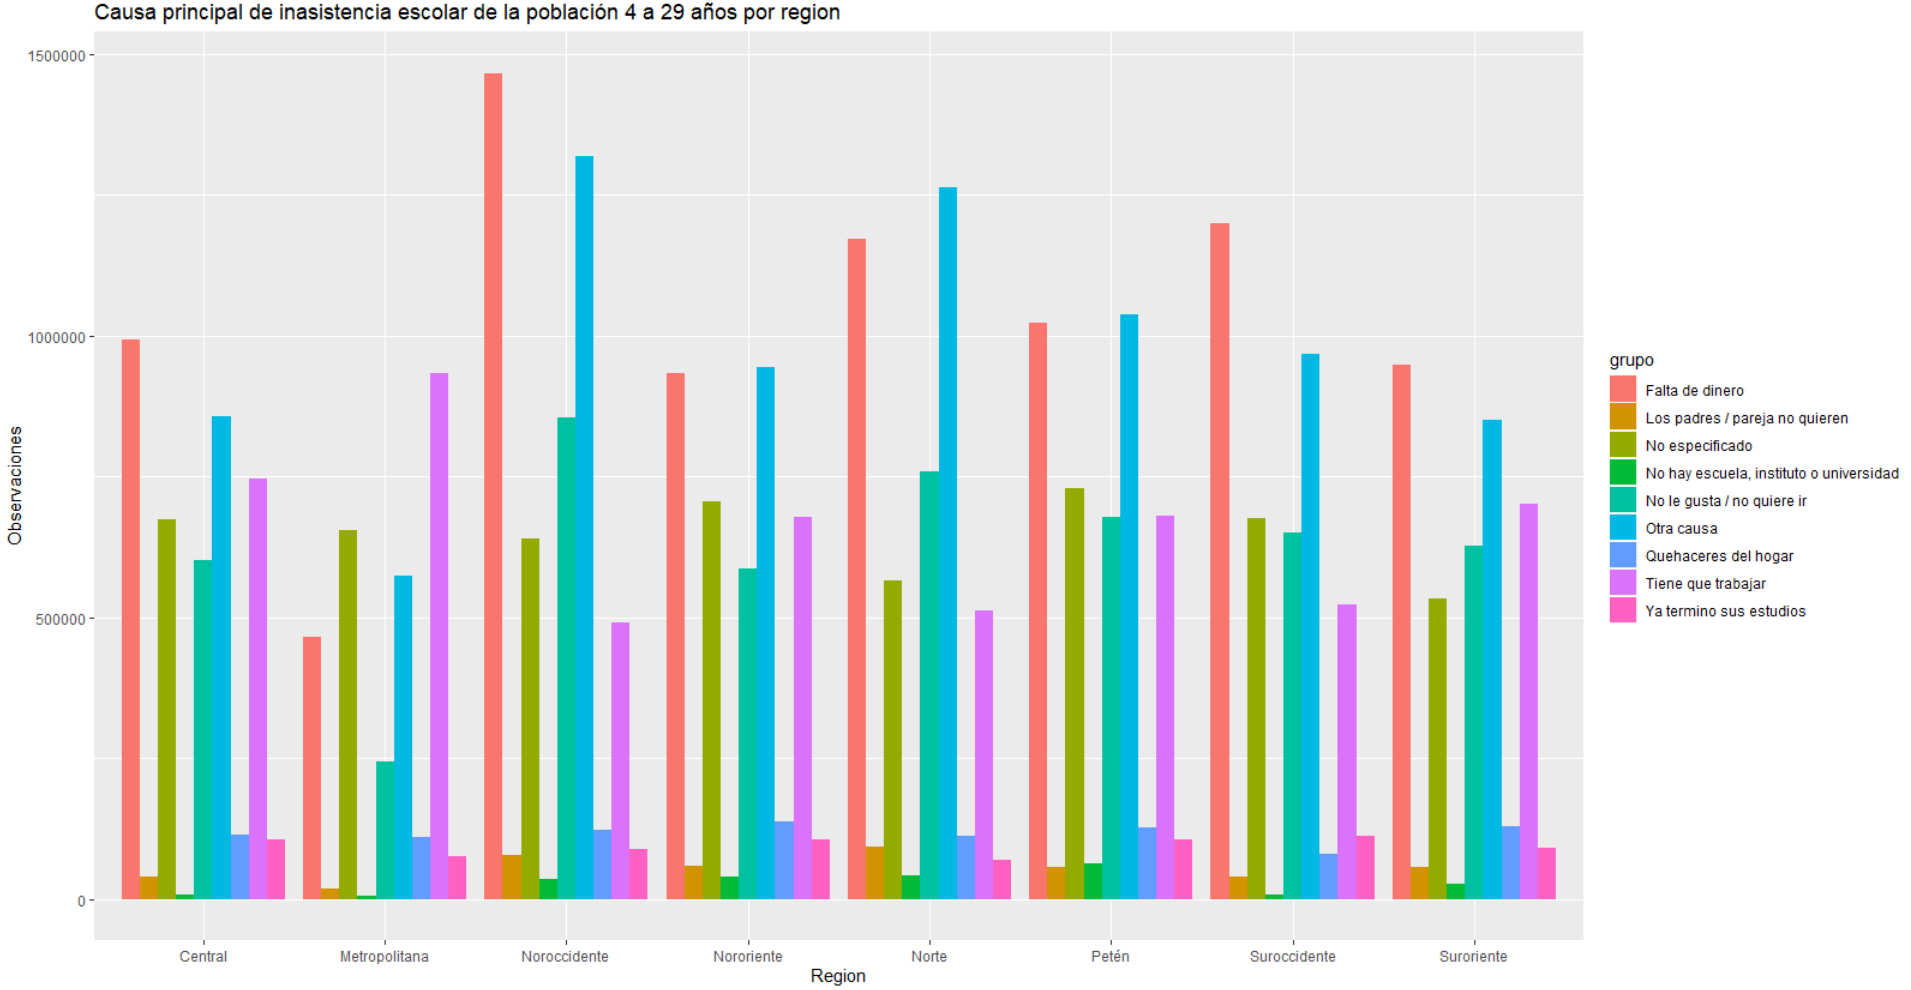 Causa principal de inasistencia escolar de la población 4 a 29 años por region
1500000
1000000
500000
0
Observaciones
Central
Metropolitana
Noroccidente
Nororiente
Norte
Petén
Suroccidente
Suroriente
Region
grupo
Falta de dinero
Los padres / pareja no quieren
No especificado
No hay escuela, instituto o universidad
No le gusta / no quiere ir
Otra causa
Quehaceres del hogar
Tiene que trabajar
Ya termino sus estudios